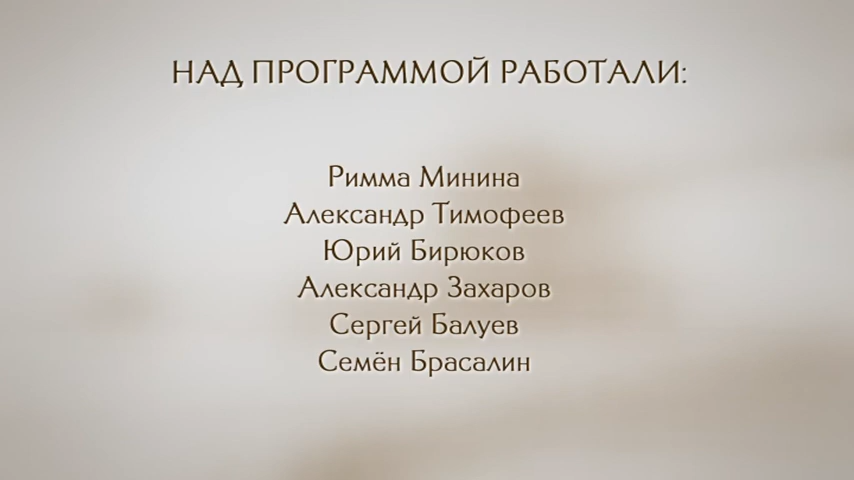 НАД ПРОГРАММОЙ РАБОТАЛИ:
Римма Минина
Александр Тимофеев
Юрий Бирюков
Александр Захаров
Сергей Балуев
Семён Брасалин